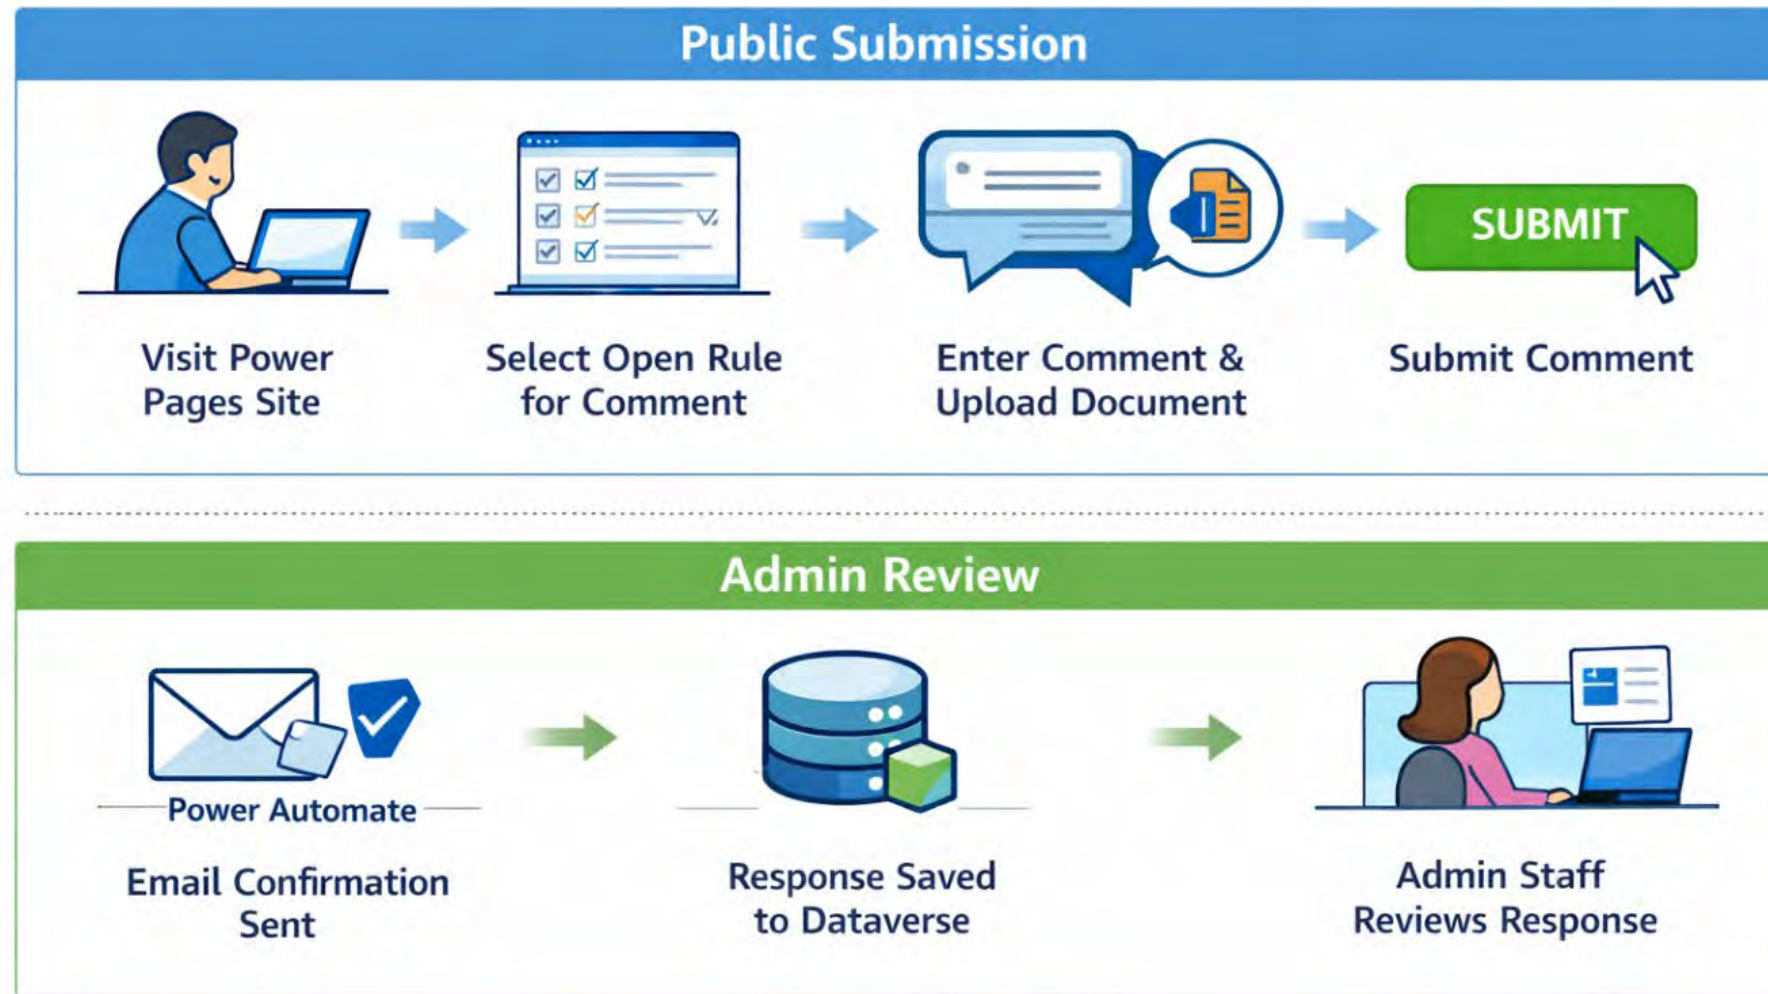 Public Submission
Visit Power
Pages Site
Select Open Rule
for Comment
Enter Comment &
Upload Document
SUBMIT
Submit Comment
Admin Review
Power Automate
Email Confirmation
Sent
Response Saved
to Dataverse
Admin Staff
Reviews Response